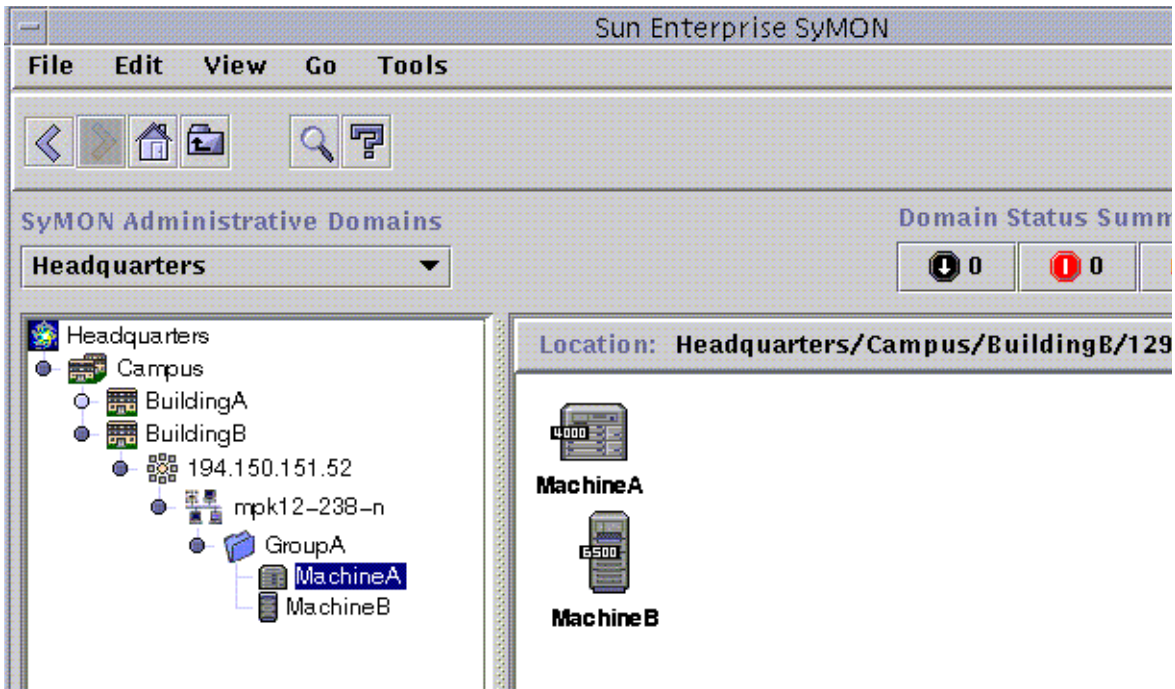 Sun Enterprise SyMON
File Edit View Go Tools
SyMON Administrative Domains
Domain Status Summ
Headquarters
0 0
Headquarters
Campus
BuildingA
BuildingB
194.150.151.52
mpk12-238-n
GroupA
MachineA
MachineB
Location: Headquarters/Campus/BuildingB/129
4000
MachineA
6500
MachineB